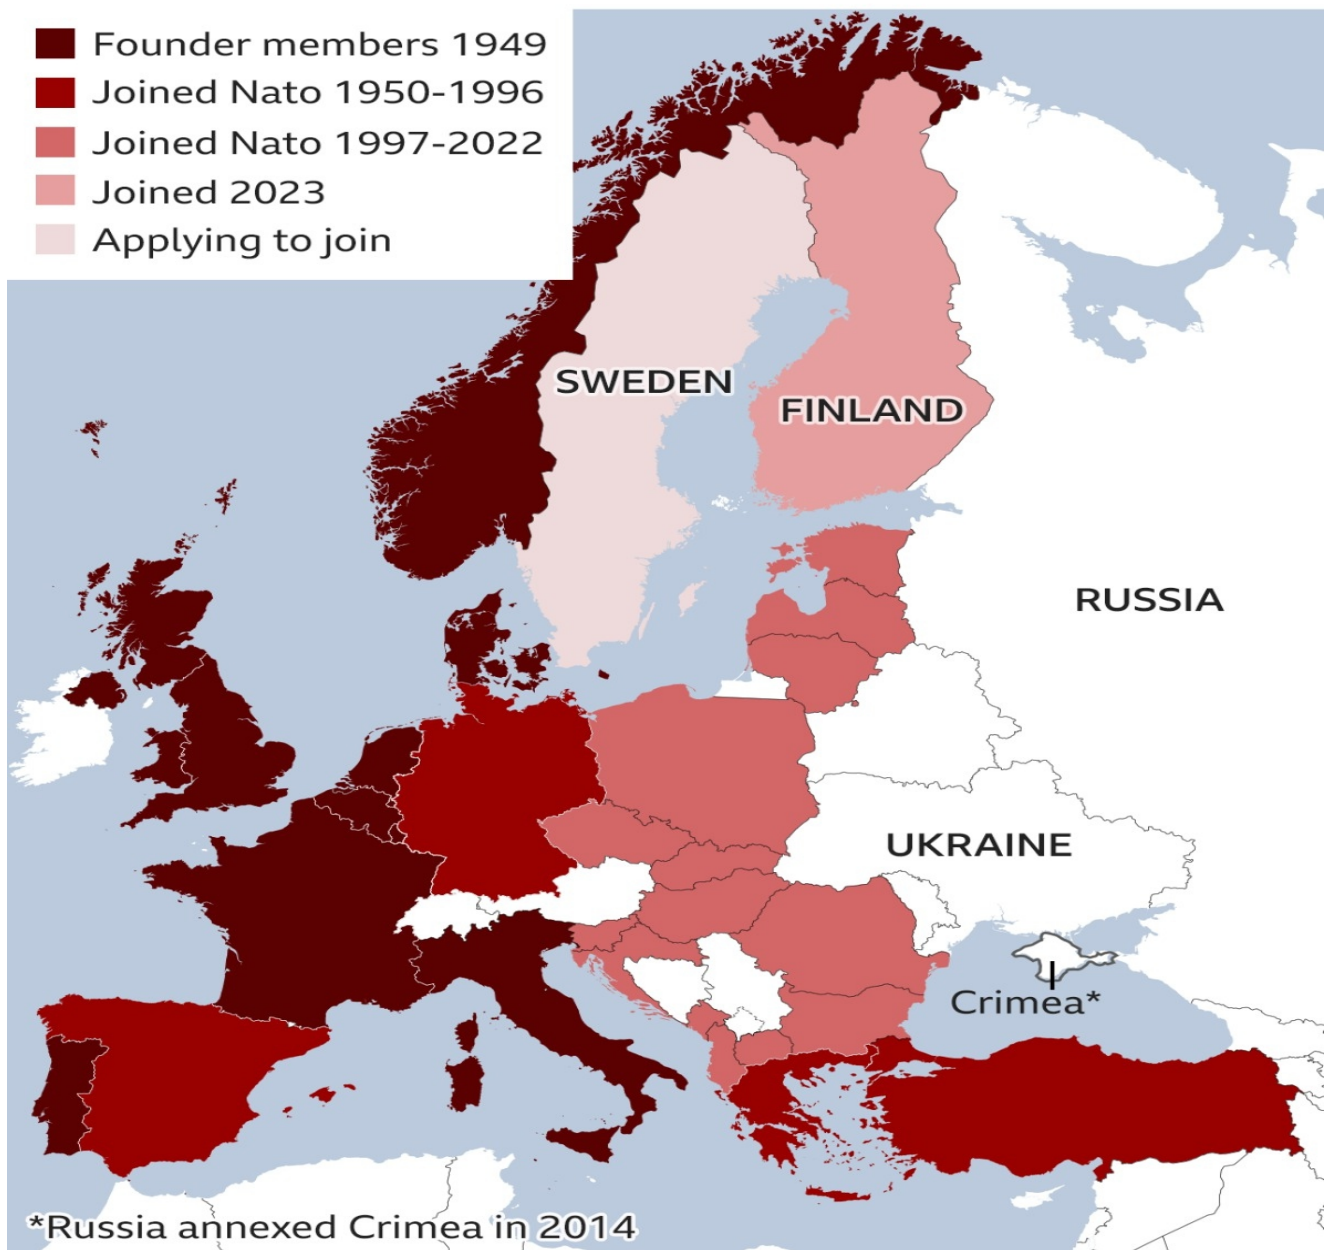 Founder members 1949
Joined Nato 1950-1996
Joined Nato 1997-2022
Joined 2023
Applying to join
SWEDEN
FINLAND
RUSSIA
UKRAINE
Crimea*
*Russia annexed Crimea in 2014